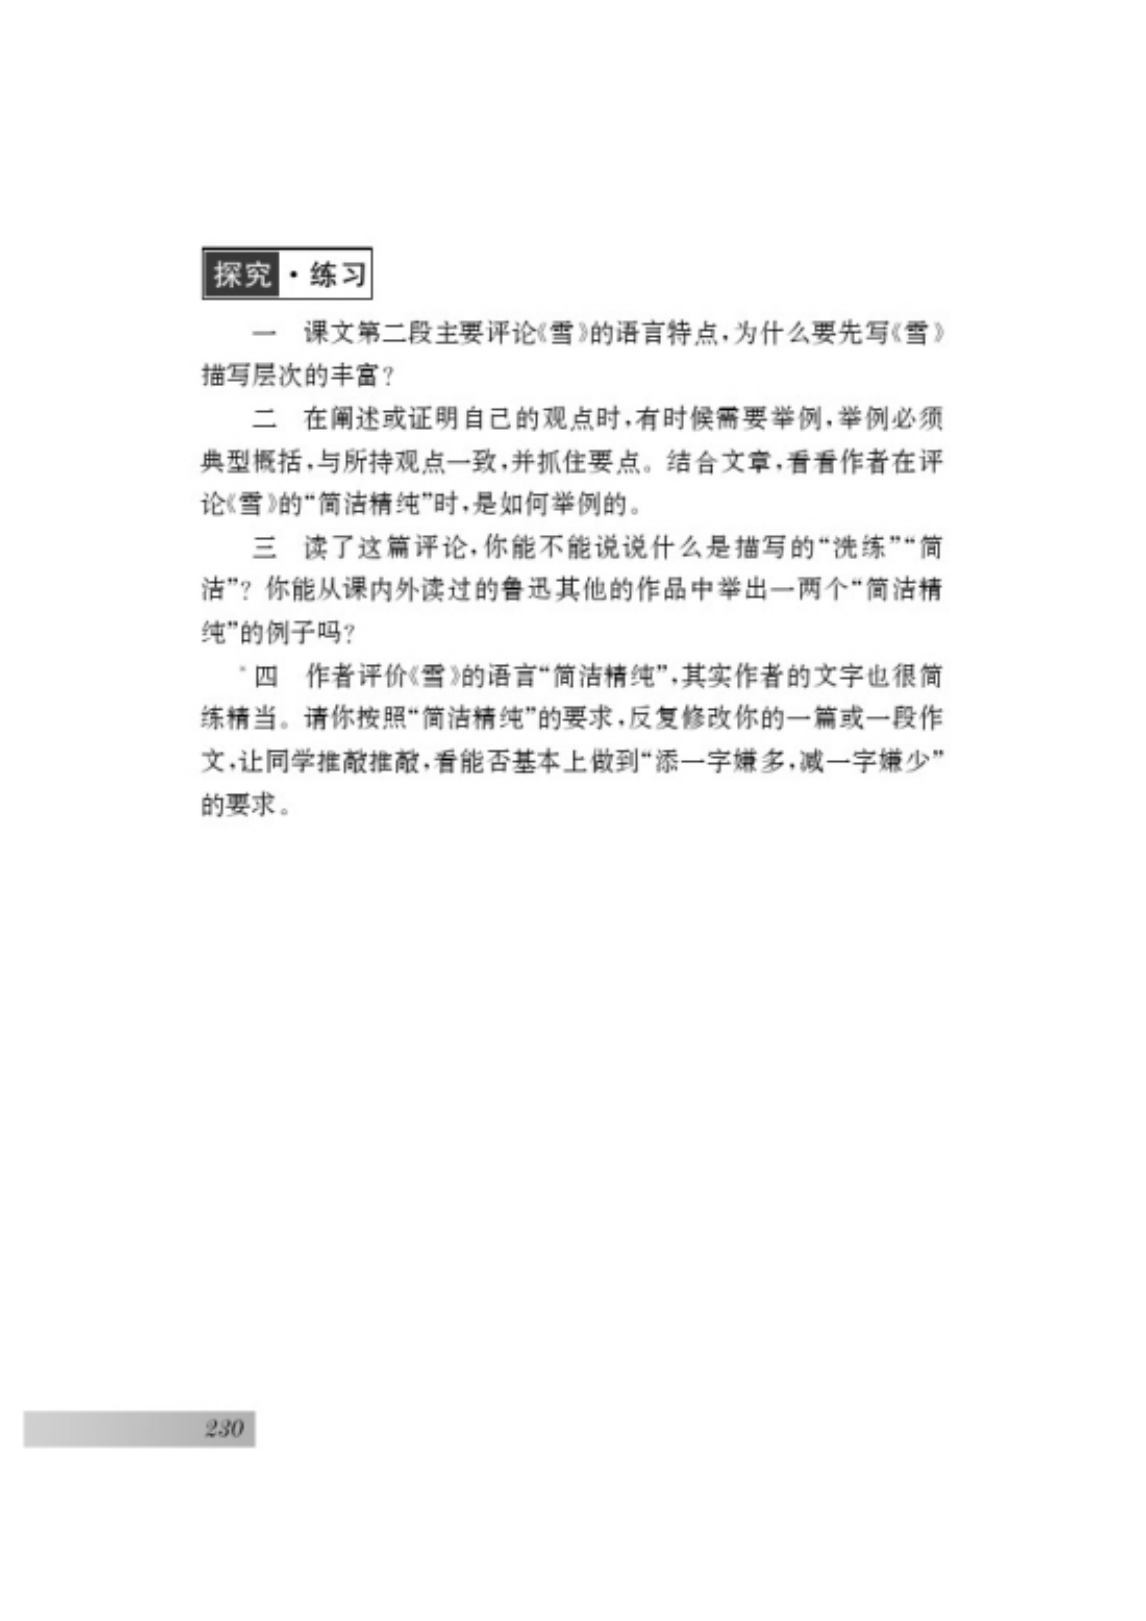 探究·练习
一 课文第二段主要评论《雪》的语言特点,为什么要先写《雪》
描写层次的丰富?
二 在阐述或证明自己的观点时,有时候需要举例,举例必须
典型概括,与所持观点一致,并抓住要点。结合文章,看看作者在评
论《雪》的“简洁精纯”时,是如何举例的。
三 读了这篇评论,你能不能说说什么是描写的“洗练”“简
洁”?你能从课内外读过的鲁迅其他的作品中举出一两个“简洁精
纯”的例子吗?
*四 作者评价《雪》的语言“简洁精纯”,其实作者的文字也很简
练精当。请你按照“简洁精纯”的要求,反复修改你的一篇或一段作
文,让同学推敲推敲,看能否基本上做到“添一字嫌多,减一字嫌少”
的要求。
230